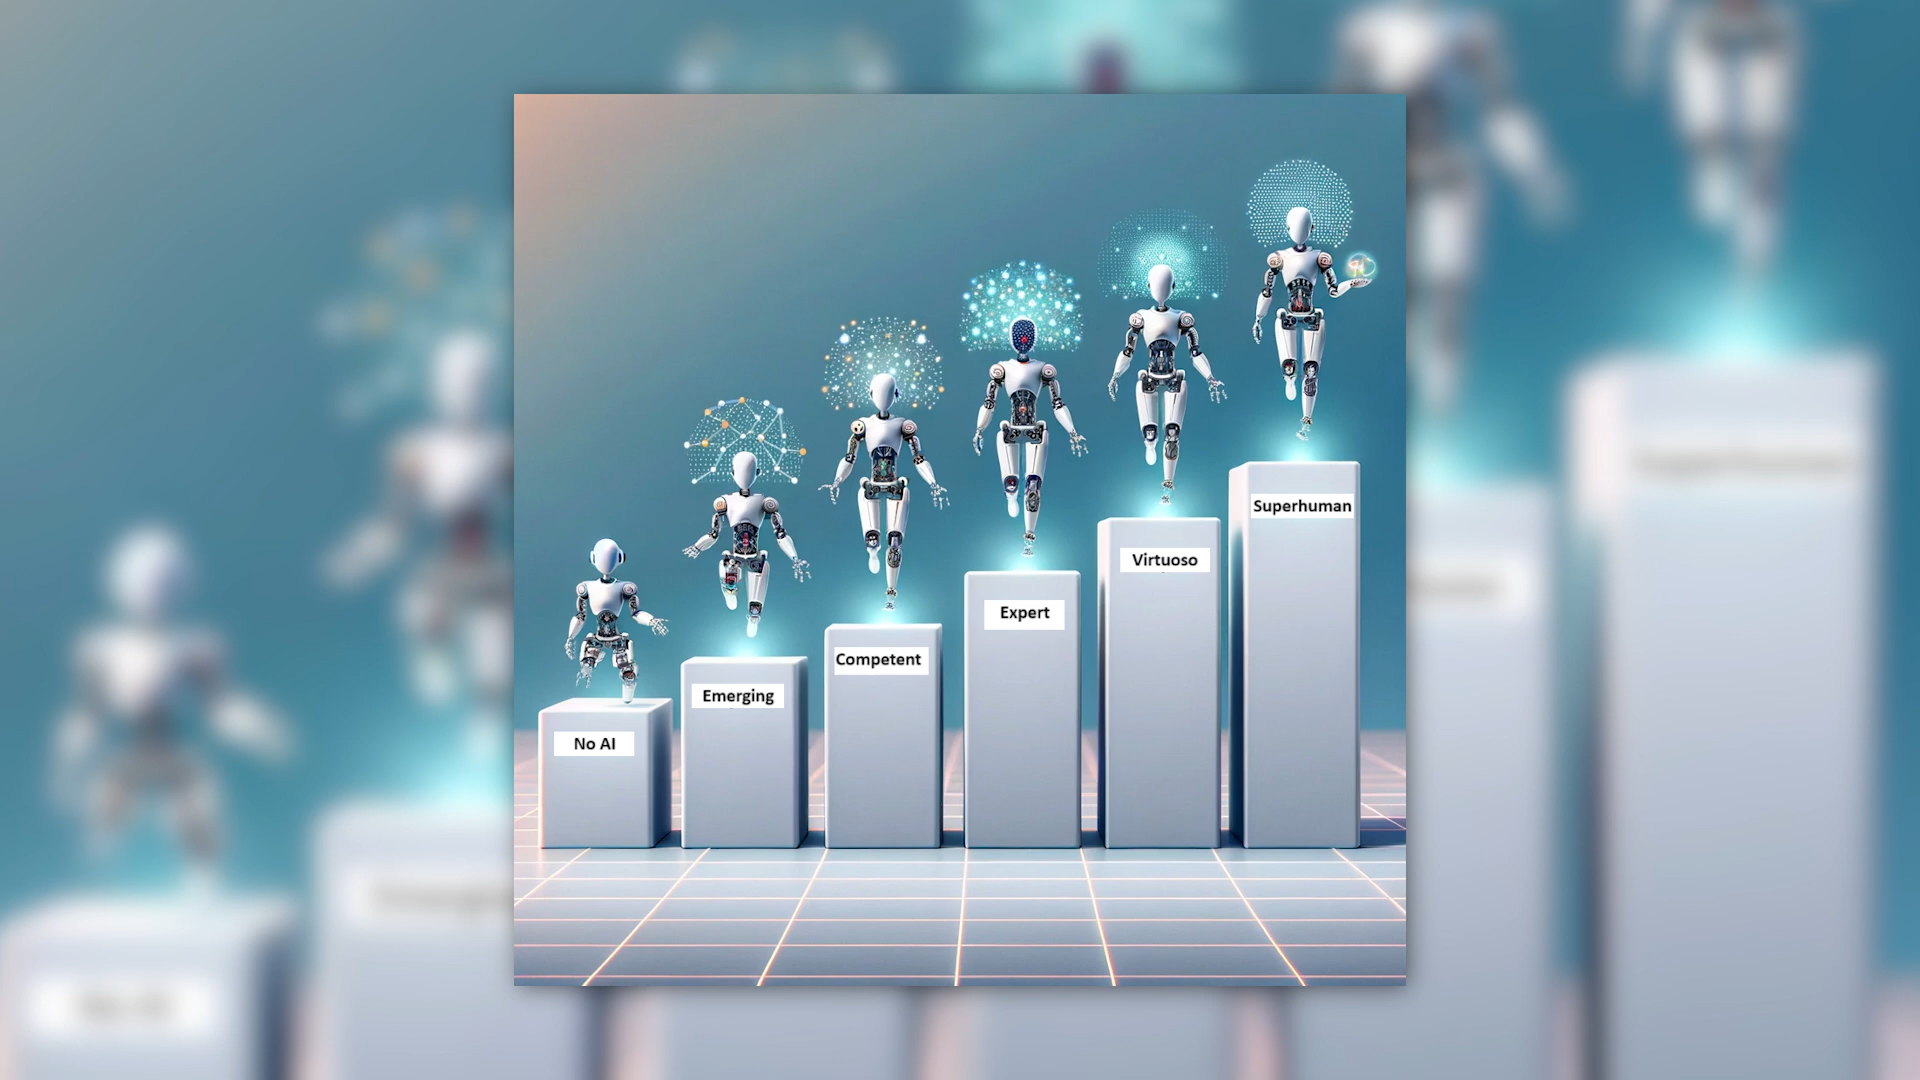 No AI
Emerging
Competent
Expert
Virtuoso
Superhuman